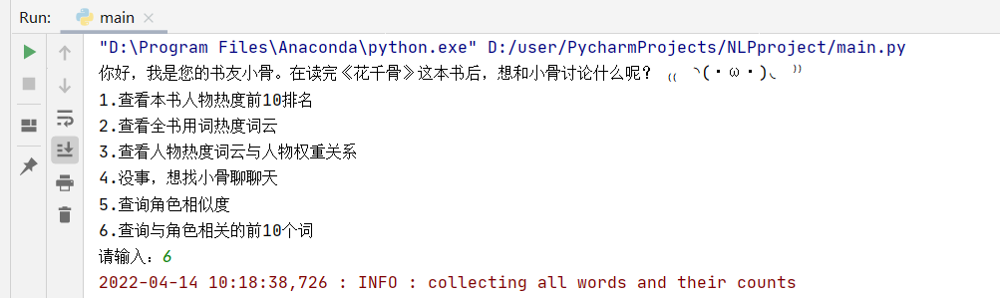 Run: main
"D:\Program Files\Anaconda\python.exe" D:/user/PycharmProjects/NLPproject/main.py
你好，我是您的书友小骨。在读完《花千骨》这本书后，想和小骨讨论什么呢？ ₍₍ ◝(・ω・)◟ ⁾⁾
1.查看本书人物热度前10排名
2.查看全书用词热度词云
3.查看人物热度词云与人物权重关系
4.没事，想找小骨聊聊天
5.查询角色相似度
6.查询与角色相关的前10个词
请输入：6
2022-04-14 10:18:38,726 : INFO : collecting all words and their counts